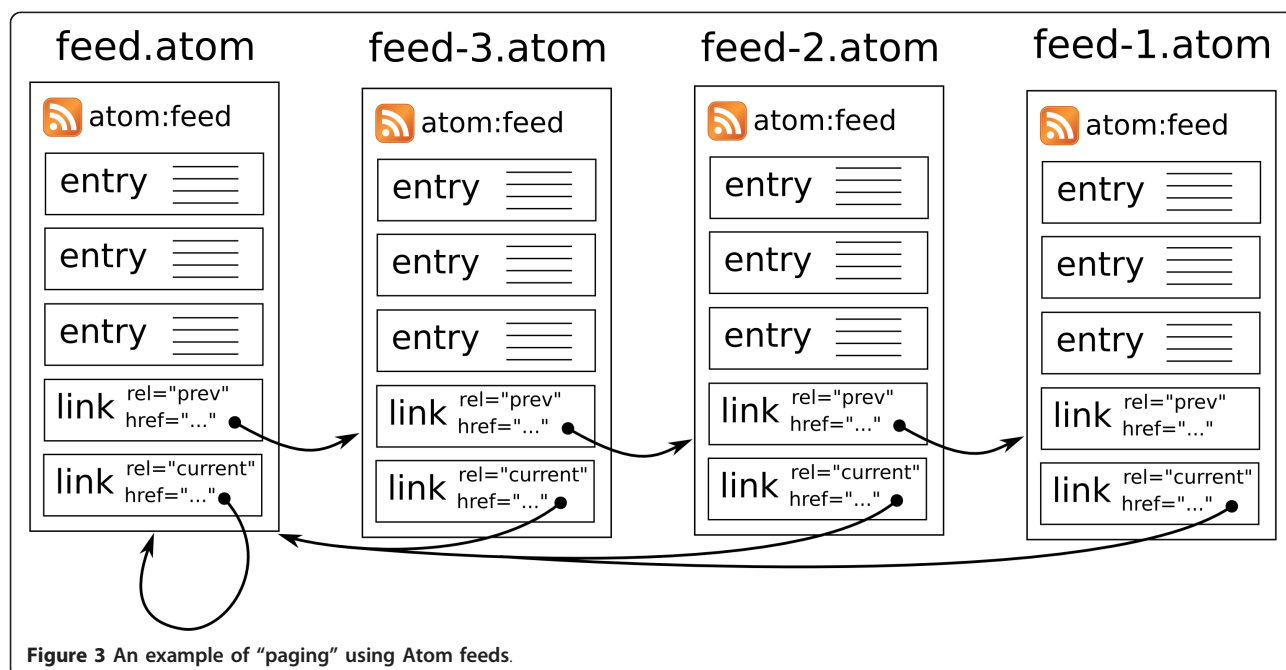 feed.atom
atom:feed
entry
entry
entry
link rel="prev"
href="..."
link rel="current"
href="..."
feed-3.atom
atom:feed
entry
entry
entry
link rel="prev"
href="..."
link rel="current"
href="..."
feed-2.atom
atom:feed
entry
entry
entry
link rel="prev"
href="..."
link rel="current"
href="..."
feed-1.atom
atom:feed
entry
entry
entry
link rel="prev"
href="..."
link rel="current"
href="..."
Figure 3 An example of “paging” using Atom feeds.